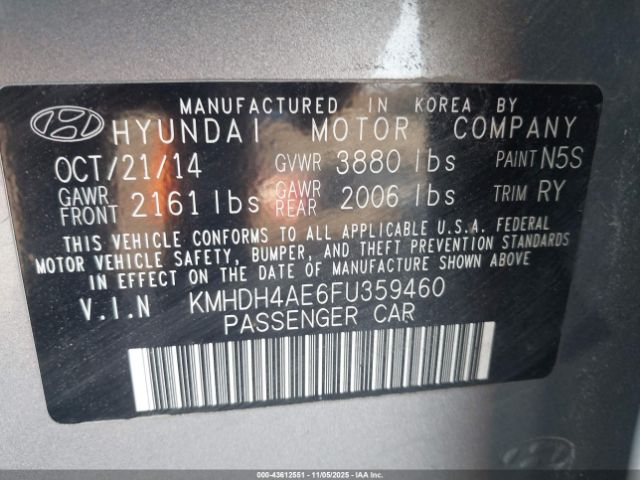 MANUFACTURED IN KOREA BY
HYUNDAI MOTOR COMPANY
OCT/21/14 GVWR 3880 lbs PAINT N5S
GAWR FRONT 2161 lbs GAWR REAR 2006 lbs TRIM RY
THIS VEHICLE CONFORMS TO ALL APPLICABLE U.S.A. FEDERAL
MOTOR VEHICLE SAFETY, BUMPER, AND THEFT PREVENTION STANDARDS
IN EFFECT ON THE DATE OF MANUFACTURE SHOWN ABOVE.
V.I.N KMHDH4AE6FU359460
PASSENGER CAR
000-43612551 - 11/05/2025 - IAAI.COM